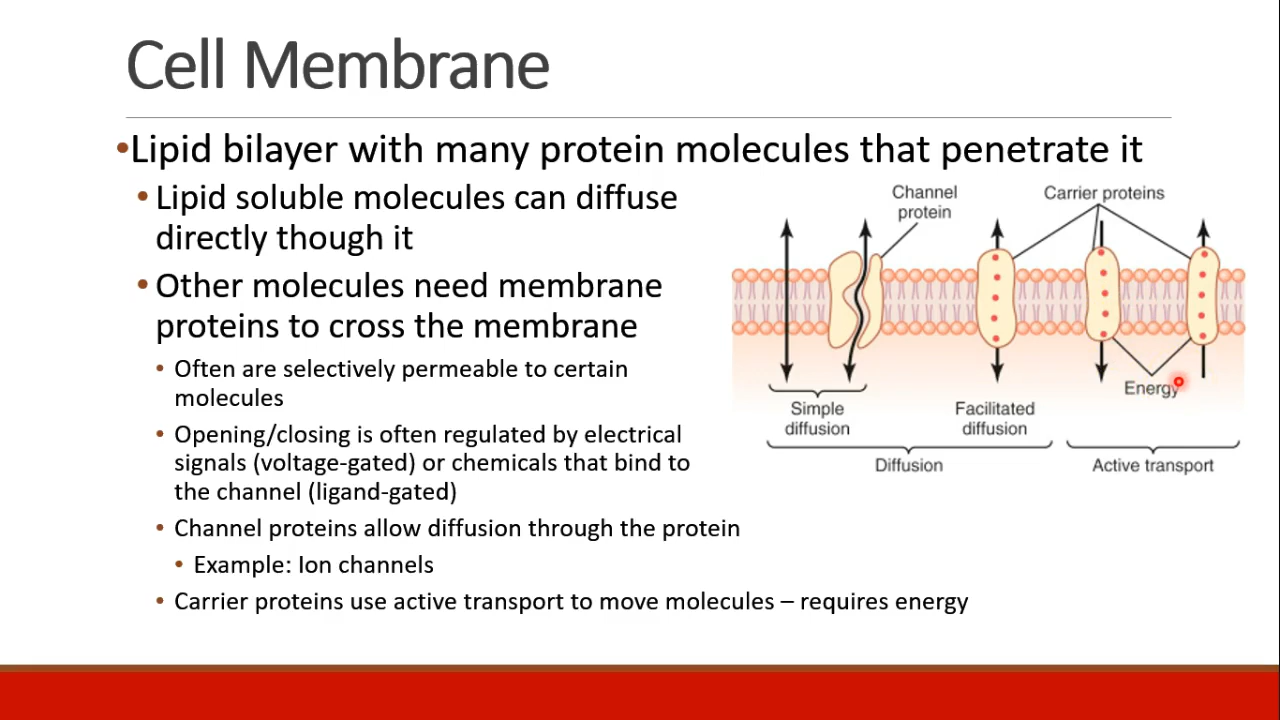 Cell Membrane
•Lipid bilayer with many protein molecules that penetrate it
• Lipid soluble molecules can diffuse
directly though it
• Other molecules need membrane
proteins to cross the membrane
• Often are selectively permeable to certain
molecules
• Opening/closing is often regulated by electrical
signals (voltage-gated) or chemicals that bind to
the channel (ligand-gated)
• Channel proteins allow diffusion through the protein
• Example: Ion channels
• Carrier proteins use active transport to move molecules – requires energy
Channel
protein
Carrier proteins
Energy
Simple
diffusion
Facilitated
diffusion
Diffusion
Active transport